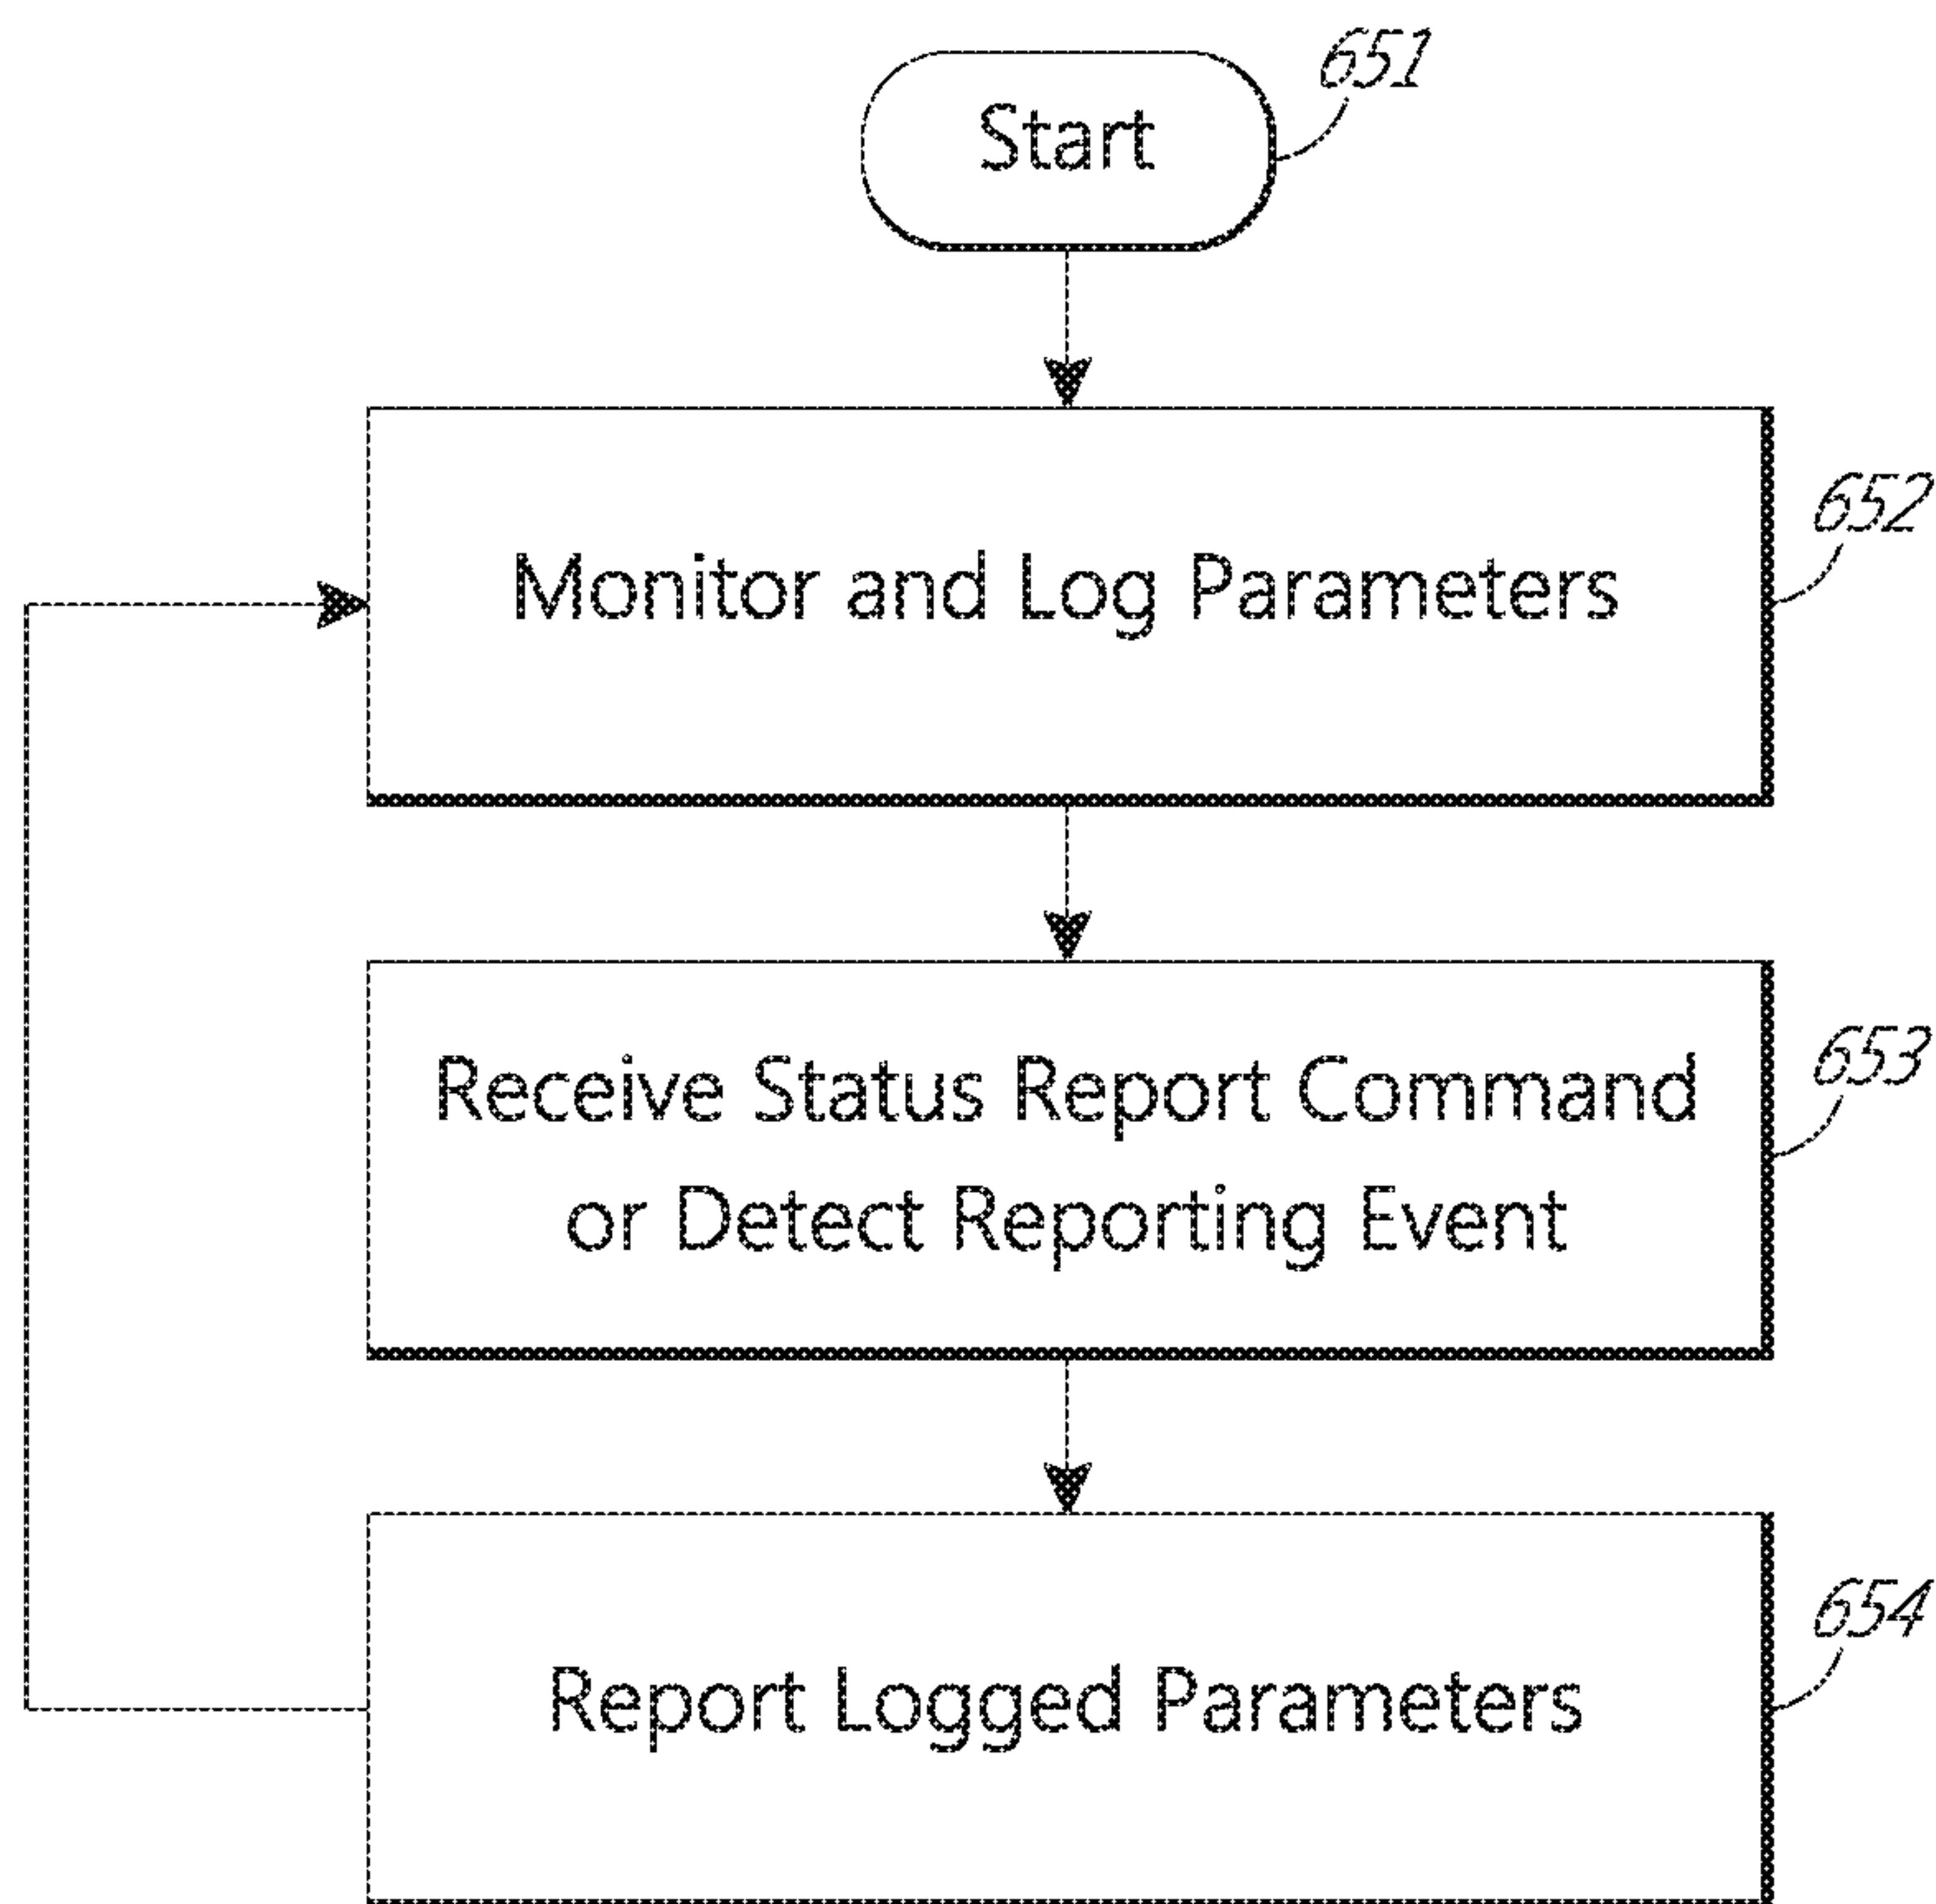 Start
651
Monitor and Log Parameters
652
Receive Status Report Command
or Detect Reporting Event
653
Report Logged Parameters
654